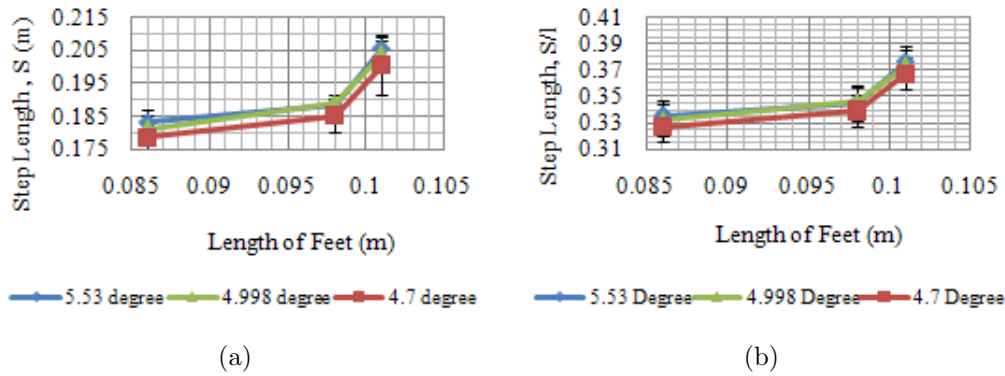 Step Length , S (m)
0.215
0.205
0.195
0.185
0.175
0.085 0.09 0.095 0.1 0.105
Length of Feet (m)
5.53 degree 4.998 degree 4.7 degree
(a)
Step Length, S/l
0.41
0.39
0.37
0.35
0.33
0.31
0.085 0.09 0.095 0.1 0.105
Length of Feet (m)
5.53 Degree 4.998 Degree 4.7 Degree
(b)